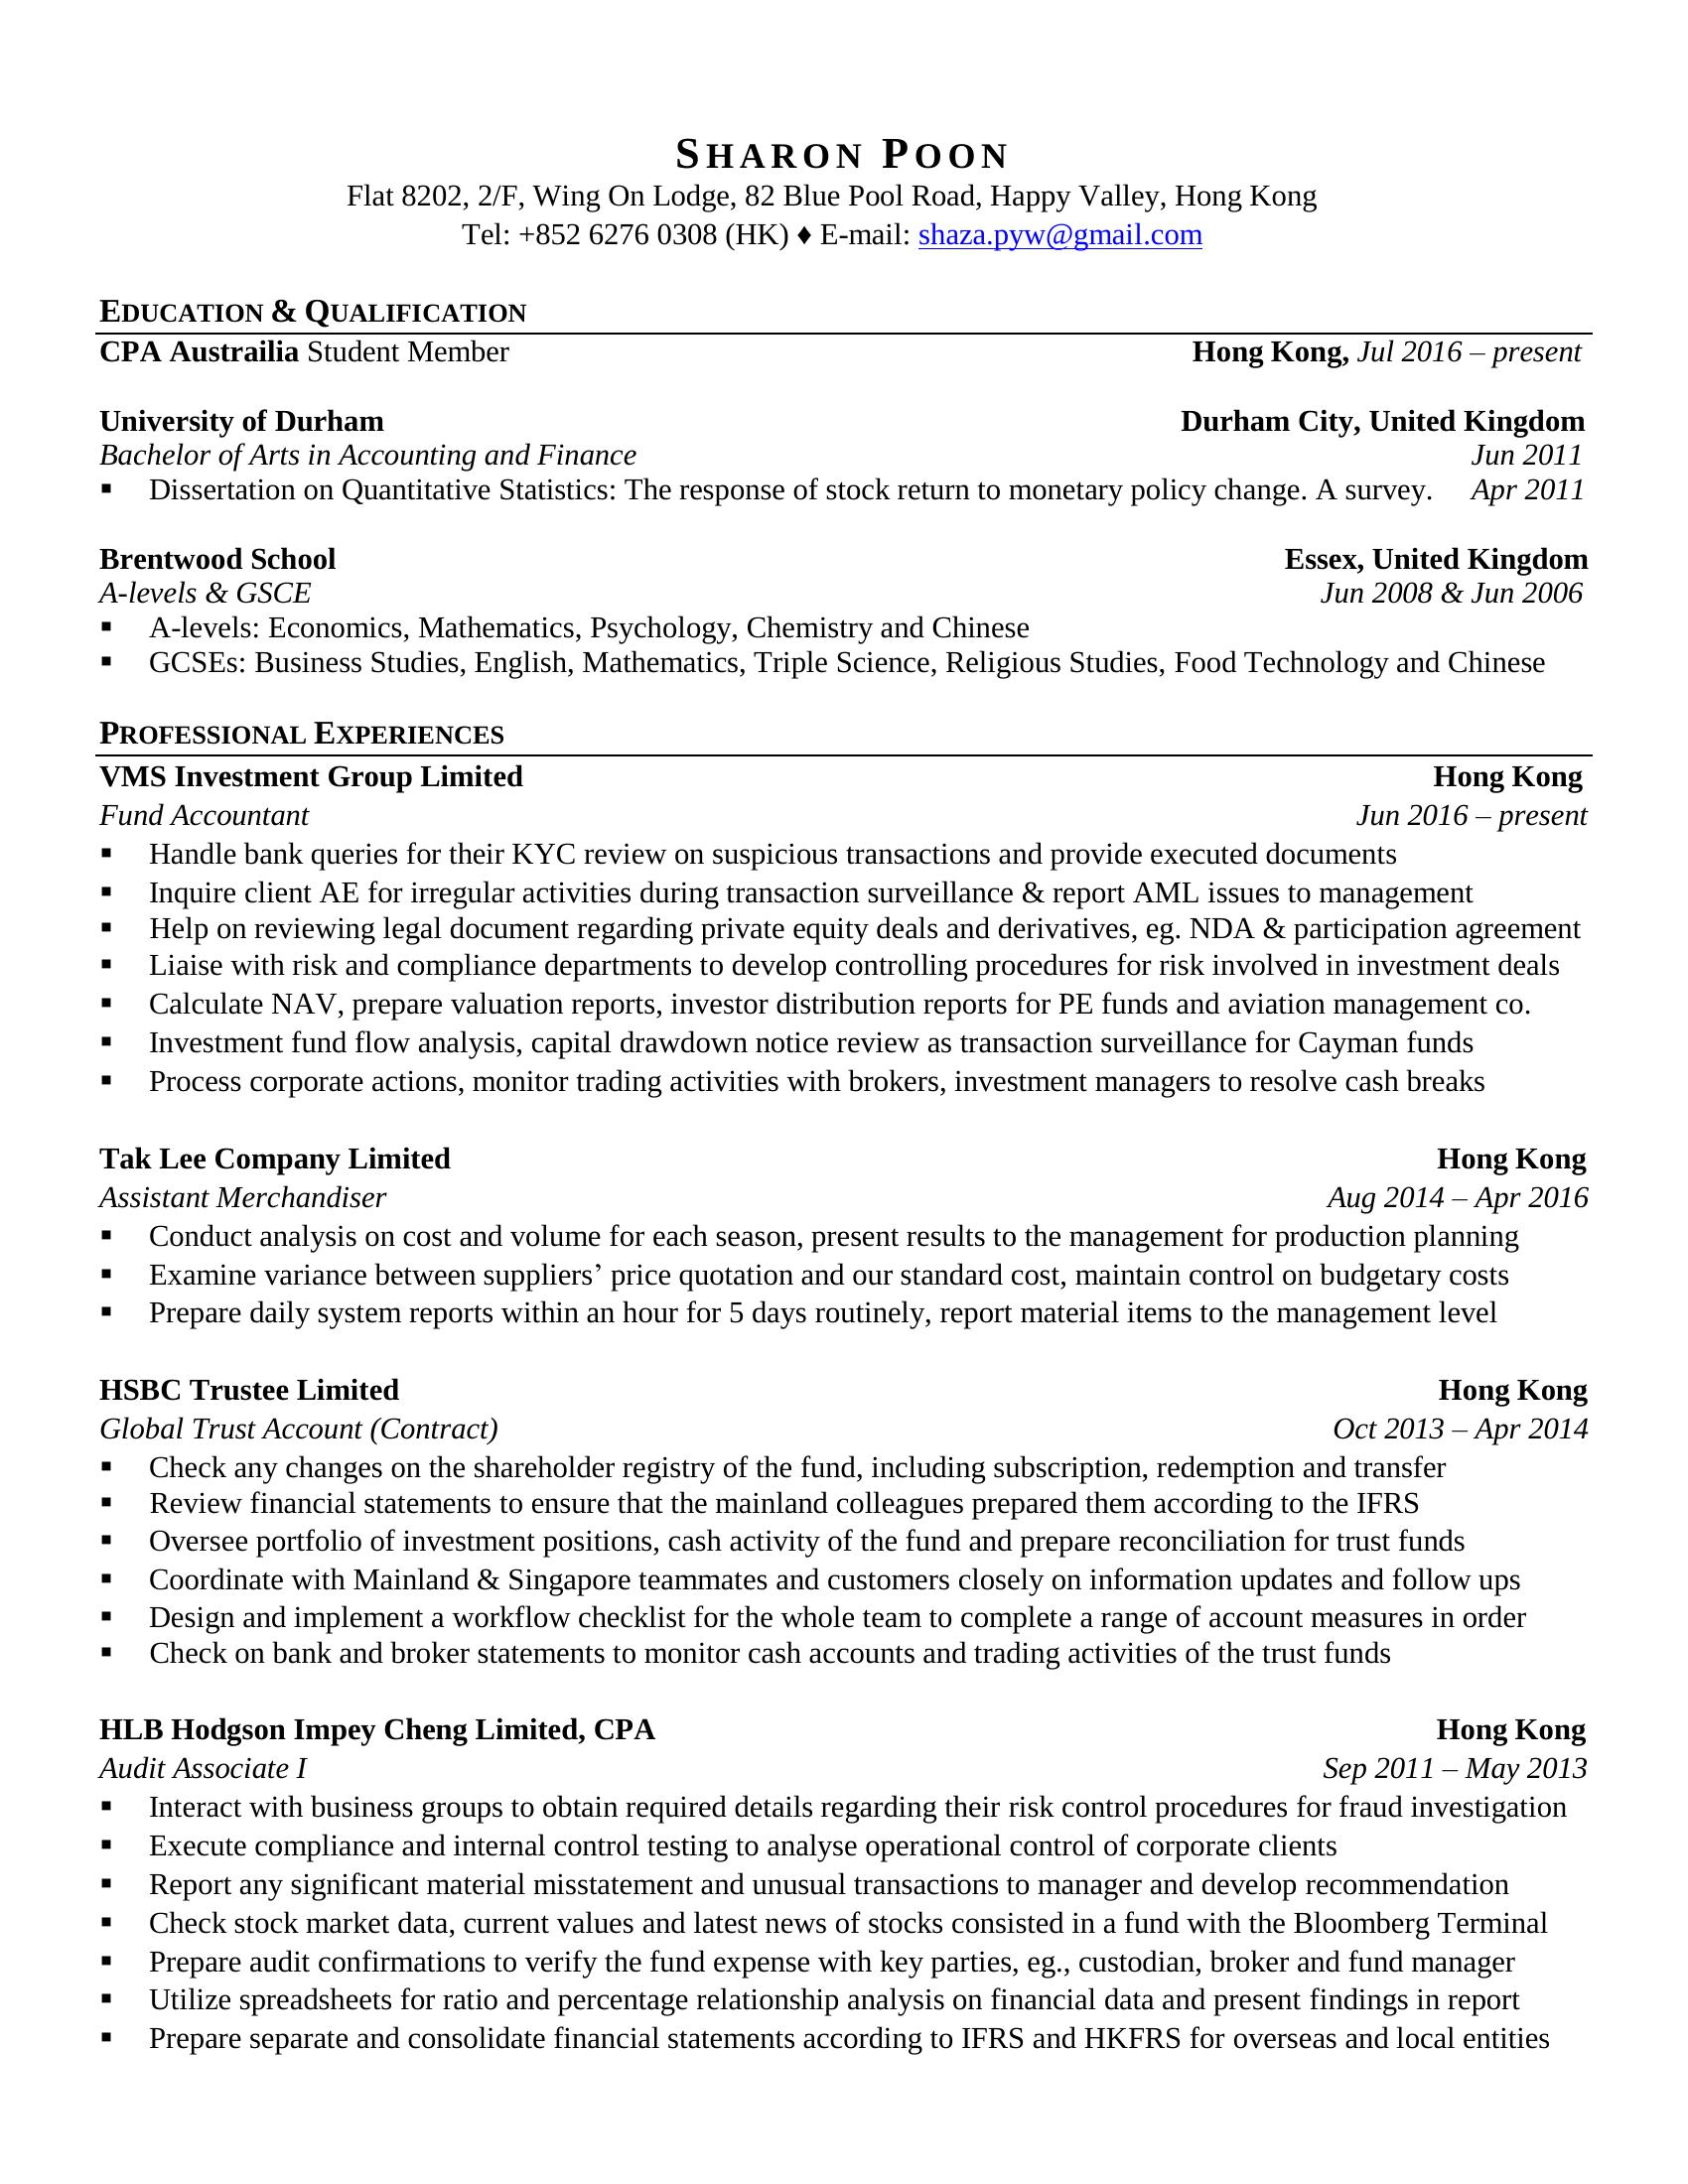 SHARON POON
Flat 8202, 2/F, Wing On Lodge, 82 Blue Pool Road, Happy Valley, Hong Kong
Tel: +852 6276 0308 (HK) ♦ E-mail: shaza.pyw@gmail.com
EDUCATION & QUALIFICATION
CPA Austrailia Student Member Hong Kong, Jul 2016 – present
University of Durham Durham City, United Kingdom
Bachelor of Arts in Accounting and Finance Jun 2011
▪ Dissertation on Quantitative Statistics: The response of stock return to monetary policy change. A survey. Apr 2011
Brentwood School Essex, United Kingdom
A-levels & GSCE Jun 2008 & Jun 2006
▪ A-levels: Economics, Mathematics, Psychology, Chemistry and Chinese
▪ GCSEs: Business Studies, English, Mathematics, Triple Science, Religious Studies, Food Technology and Chinese
PROFESSIONAL EXPERIENCES
VMS Investment Group Limited Hong Kong
Fund Accountant Jun 2016 – present
▪ Handle bank queries for their KYC review on suspicious transactions and provide executed documents
▪ Inquire client AE for irregular activities during transaction surveillance & report AML issues to management
▪ Help on reviewing legal document regarding private equity deals and derivatives, eg. NDA & participation agreement
▪ Liaise with risk and compliance departments to develop controlling procedures for risk involved in investment deals
▪ Calculate NAV, prepare valuation reports, investor distribution reports for PE funds and aviation management co.
▪ Investment fund flow analysis, capital drawdown notice review as transaction surveillance for Cayman funds
▪ Process corporate actions, monitor trading activities with brokers, investment managers to resolve cash breaks
Tak Lee Company Limited Hong Kong
Assistant Merchandiser Aug 2014 – Apr 2016
▪ Conduct analysis on cost and volume for each season, present results to the management for production planning
▪ Examine variance between suppliers’ price quotation and our standard cost, maintain control on budgetary costs
▪ Prepare daily system reports within an hour for 5 days routinely, report material items to the management level
HSBC Trustee Limited Hong Kong
Global Trust Account (Contract) Oct 2013 – Apr 2014
▪ Check any changes on the shareholder registry of the fund, including subscription, redemption and transfer
▪ Review financial statements to ensure that the mainland colleagues prepared them according to the IFRS
▪ Oversee portfolio of investment positions, cash activity of the fund and prepare reconciliation for trust funds
▪ Coordinate with Mainland & Singapore teammates and customers closely on information updates and follow ups
▪ Design and implement a workflow checklist for the whole team to complete a range of account measures in order
▪ Check on bank and broker statements to monitor cash accounts and trading activities of the trust funds
HLB Hodgson Impey Cheng Limited, CPA Hong Kong
Audit Associate I Sep 2011 – May 2013
▪ Interact with business groups to obtain required details regarding their risk control procedures for fraud investigation
▪ Execute compliance and internal control testing to analyse operational control of corporate clients
▪ Report any significant material misstatement and unusual transactions to manager and develop recommendation
▪ Check stock market data, current values and latest news of stocks consisted in a fund with the Bloomberg Terminal
▪ Prepare audit confirmations to verify the fund expense with key parties, eg., custodian, broker and fund manager
▪ Utilize spreadsheets for ratio and percentage relationship analysis on financial data and present findings in report
▪ Prepare separate and consolidate financial statements according to IFRS and HKFRS for overseas and local entities